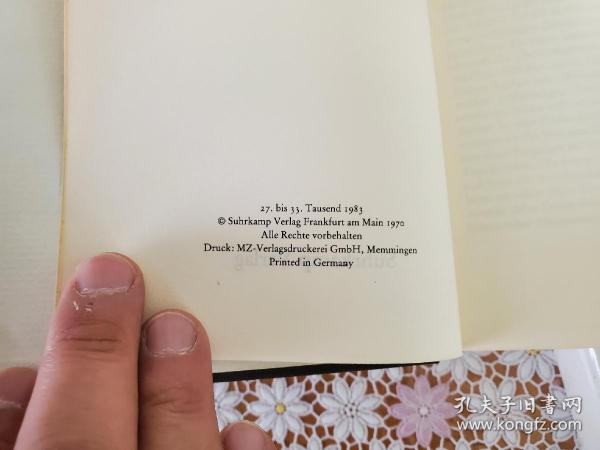 27. bis 33. Tausend 1983
© Suhrkamp Verlag Frankfurt am Main 1970
Alle Rechte vorbehalten
Druck: MZ-Verlagsdruckerei GmbH, Memmingen
Printed in Germany
孔夫子旧书网
www.kongfz.com